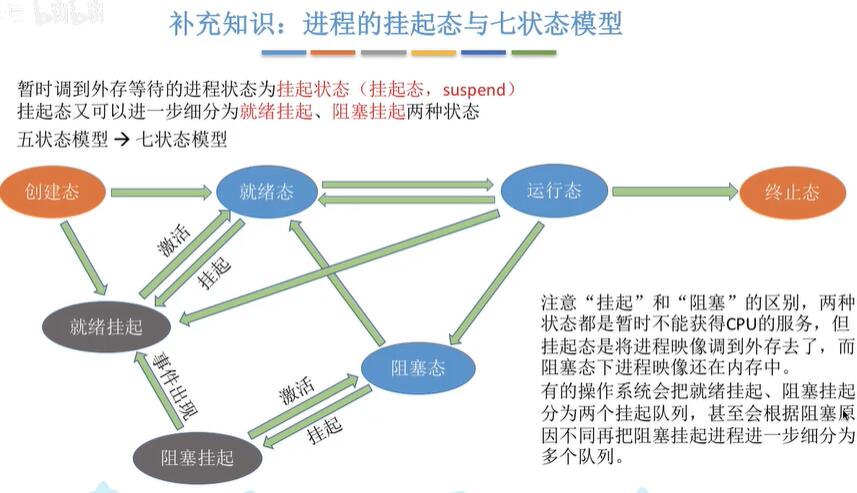 bilibili
补充知识：进程的挂起态与七状态模型
暂时调到外存等待的进程状态为挂起状态（挂起态，suspend）
挂起态又可以进一步细分为就绪挂起、阻塞挂起两种状态
五状态模型→七状态模型
创建态
就绪态
运行态
终止态
激活
挂起
就绪挂起
注意“挂起”和“阻塞”的区别，两种
状态都是暂时不能获得CPU的服务，但
挂起态是将进程映像调到外存去了，而
阻塞态下进程映像还在内存中。
有的操作系统会把就绪挂起、阻塞挂起
分为两个挂起队列，甚至会根据阻塞原
因不同再把阻塞挂起进程进一步细分为
多个队列。
阻塞态
事件出现
激活
挂起
阻塞挂起